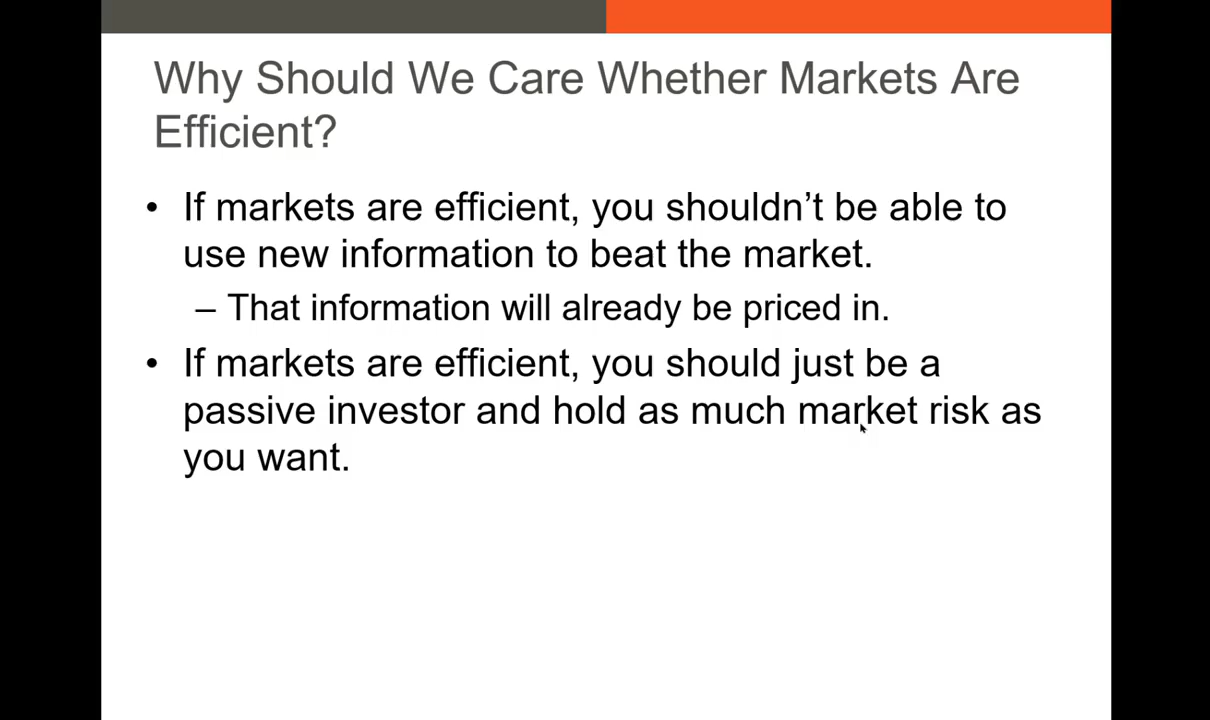 Why Should We Care Whether Markets Are
Efficient?
• If markets are efficient, you shouldn’t be able to
use new information to beat the market.
– That information will already be priced in.
• If markets are efficient, you should just be a
passive investor and hold as much market risk as
you want.